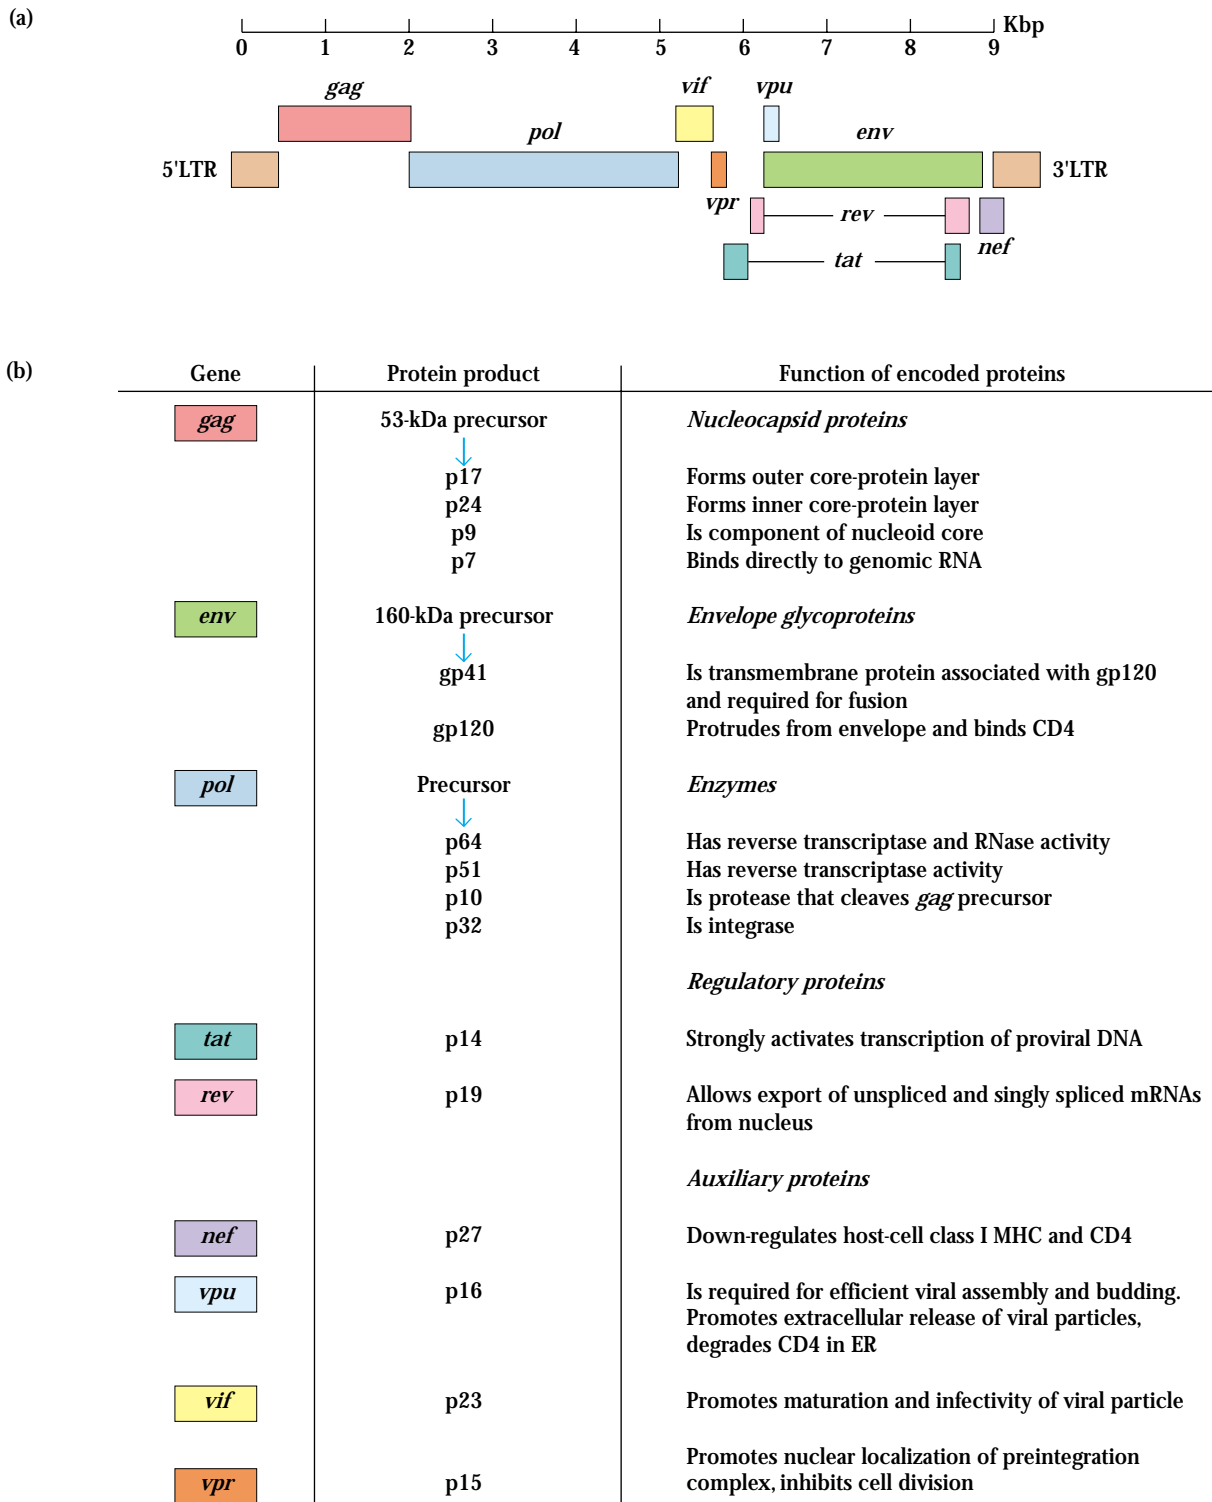 (a)
Kbp
0 1 2 3 4 5 6 7 8 9
gag
vif
vpu
pol
env
5'LTR
3'LTR
vpr
rev
nef
tat
(b)
Gene Protein product Function of encoded proteins
gag 53-kDa precursor Nucleocapsid proteins
p17 Forms outer core-protein layer
p24 Forms inner core-protein layer
p9 Is component of nucleoid core
p7 Binds directly to genomic RNA
env 160-kDa precursor Envelope glycoproteins
gp41 Is transmembrane protein associated with gp120
and required for fusion
gp120 Protrudes from envelope and binds CD4
pol Precursor Enzymes
p64 Has reverse transcriptase and RNase activity
p51 Has reverse transcriptase activity
p10 Is protease that cleaves gag precursor
p32 Is integrase
Regulatory proteins
tat p14 Strongly activates transcription of proviral DNA
rev p19 Allows export of unspliced and singly spliced mRNAs
from nucleus
Auxiliary proteins
nef p27 Down-regulates host-cell class I MHC and CD4
vpu p16 Is required for efficient viral assembly and budding.
Promotes extracellular release of viral particles,
degrades CD4 in ER
vif p23 Promotes maturation and infectivity of viral particle
Promotes nuclear localization of preintegration
vpr p15 complex, inhibits cell division